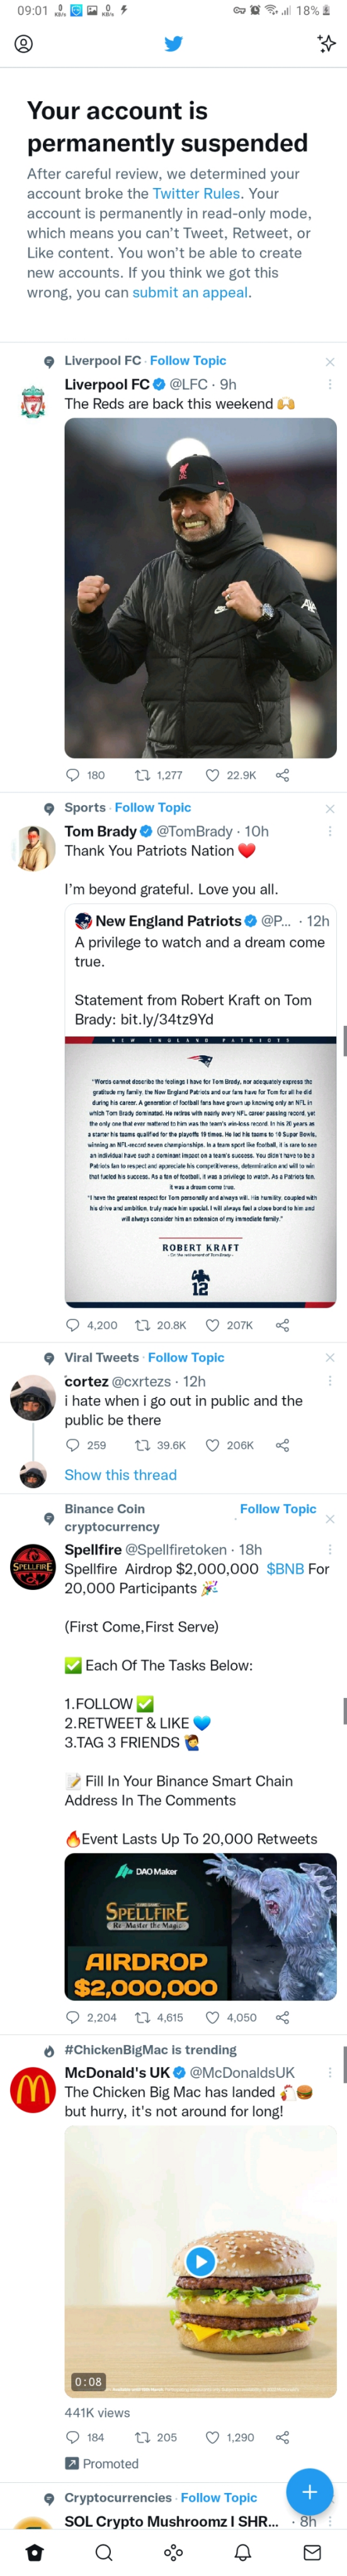 09:01 0 KB/s 0 KB/s 18%
Your account is
permanently suspended
After careful review, we determined your
account broke the Twitter Rules. Your
account is permanently in read-only mode,
which means you can't Tweet, Retweet, or
Like content. You won't be able to create
new accounts. If you think we got this
wrong, you can submit an appeal.
Liverpool FC · Follow Topic
Liverpool FC @LFC · 9h
The Reds are back this weekend 🙌
180 1,277 22.9K
Sports · Follow Topic
Tom Brady @TomBrady · 10h
Thank You Patriots Nation ❤️
I'm beyond grateful. Love you all.
New England Patriots @P... · 12h
A privilege to watch and a dream come
true.
Statement from Robert Kraft on Tom
Brady: bit.ly/34tz9Yd
NEW ENGLAND PATRIOTS
"Words cannot describe the feelings I have for Tom Brady, nor adequately express the
gratitude my family, the New England Patriots and our fans have for Tom for all he did
during his career. A generation of football fans have grown up knowing only an NFL in
which Tom Brady dominated. He retires with nearly every NFL career passing record, yet
the only one that ever mattered to him was the team's win-loss record. In his 20 years as
a starter his teams qualified for the playoffs 19 times. He led his teams to 10 Super Bowls,
winning an NFL-record seven championships. In a team sport like football, it is rare to see
an individual have such a dominant impact on a team's success. You didn't have to be a
Patriots fan to respect and appreciate his competitiveness, determination and will to win
that fueled his success. As a fan of football, it was a privilege to watch. As a Patriots fan,
it was a dream come true.
"I have the greatest respect for Tom personally and always will. His humility, coupled with
his drive and ambition, truly made him special. I will always feel a close bond to him and
will always consider him an extension of my immediate family."
ROBERT KRAFT
- On the retirement of Tom Brady -
12
4,200 20.8K 207K
Viral Tweets · Follow Topic
cortez @cxrtezs · 12h
i hate when i go out in public and the
public be there
259 39.6K 206K
Show this thread
Binance Coin
cryptocurrency · Follow Topic
Spellfire @Spellfiretoken · 18h
Spellfire Airdrop $2,000,000 $BNB For
20,000 Participants 🎉
(First Come,First Serve)
✅ Each Of The Tasks Below:
1.FOLLOW ✅
2.RETWEET & LIKE 💙
3.TAG 3 FRIENDS 🙋‍♂️
📝 Fill In Your Binance Smart Chain
Address In The Comments
🔥Event Lasts Up To 20,000 Retweets
SPELLFIRE
DAO Maker
SPELLFIRE
Re-Master the Magic
AIRDROP
$2,000,000
2,204 4,615 4,050
#ChickenBigMac is trending
McDonald's UK @McDonaldsUK
The Chicken Big Mac has landed 🐔🍔
but hurry, it's not around for long!
0:08
441K views
184 205 1,290
Promoted
Cryptocurrencies · Follow Topic
SOL Crypto Mushroomz I SHR... · 8h